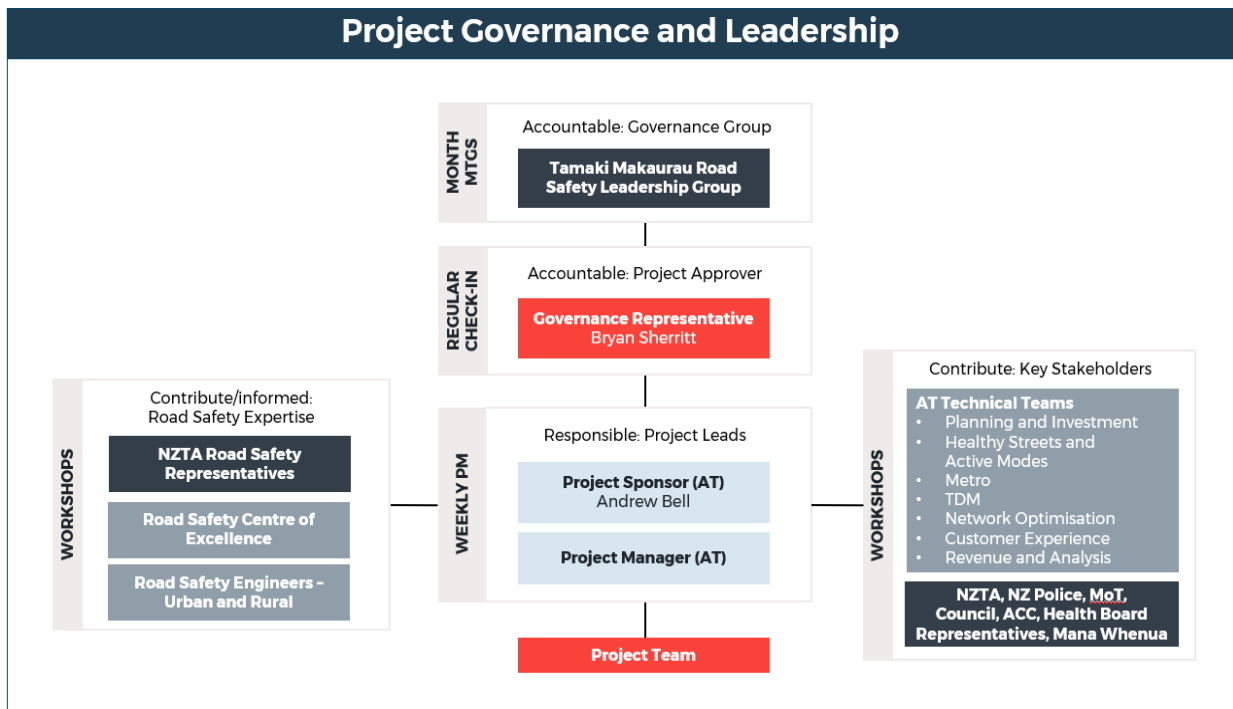 Project Governance and Leadership
MONTH
MTGS
Accountable: Governance Group
Tamaki Makaurau Road
Safety Leadership Group
REGULAR
CHECK-IN
Accountable: Project Approver
Governance Representative
Bryan Sherritt
WORKSHOPS
Contribute/informed:
Road Safety Expertise
NZTA Road Safety
Representatives
Road Safety Centre of
Excellence
Road Safety Engineers –
Urban and Rural
WEEKLY PM
Responsible: Project Leads
Project Sponsor (AT)
Andrew Bell
Project Manager (AT)
Project Team
WORKSHOPS
Contribute: Key Stakeholders
AT Technical Teams
• Planning and Investment
• Healthy Streets and
Active Modes
• Metro
• TDM
• Network Optimisation
• Customer Experience
• Revenue and Analysis
NZTA, NZ Police, MoT,
Council, ACC, Health Board
Representatives, Mana Whenua